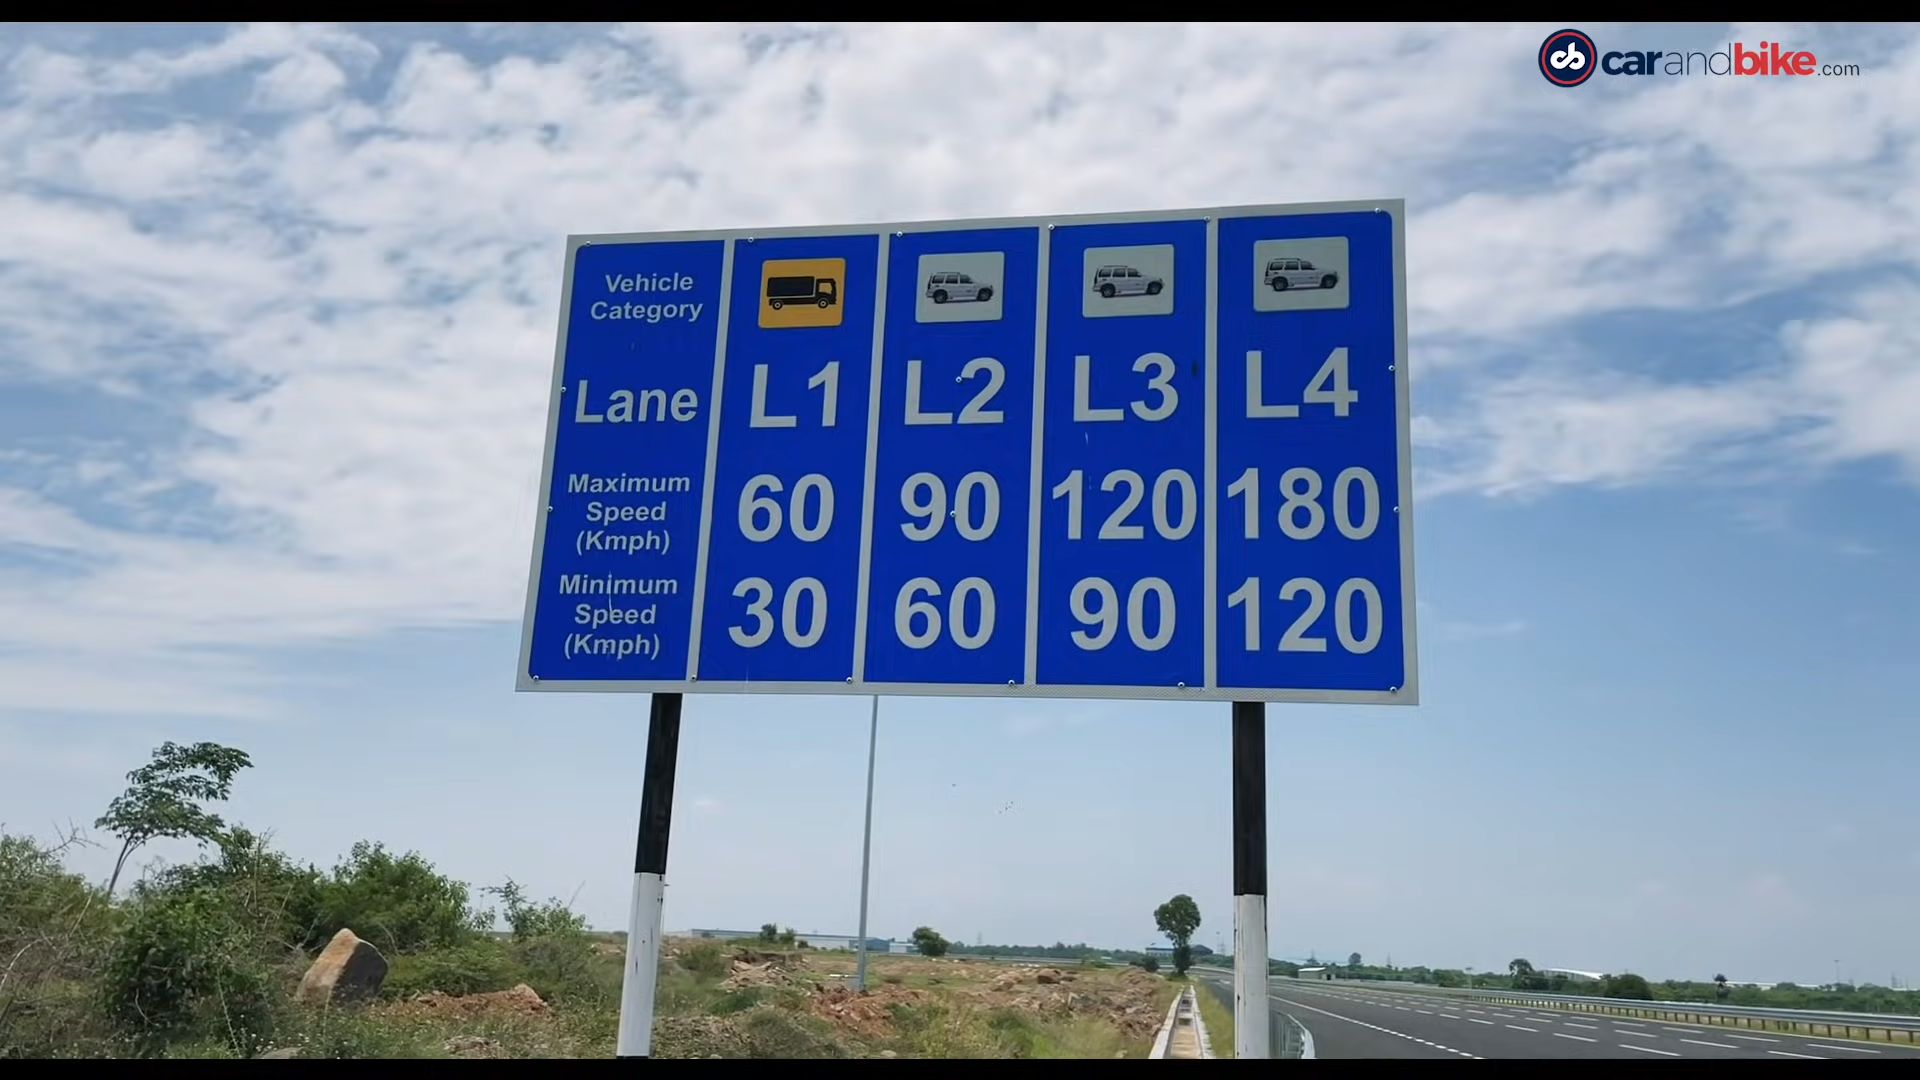 carandbike.com
Vehicle
Category
Lane L1 L2 L3 L4
Maximum
Speed
(Kmph)
60 90 120 180
Minimum
Speed
(Kmph)
30 60 90 120